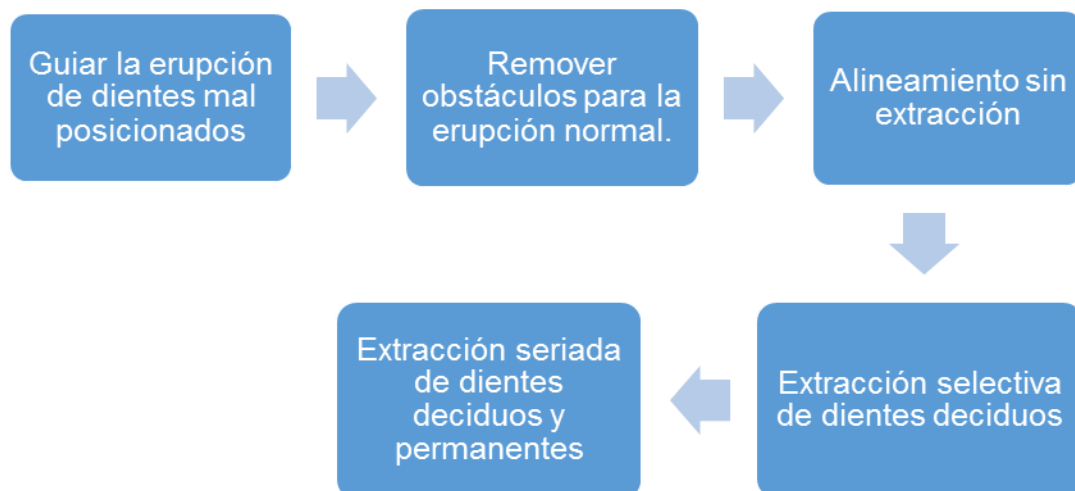 Guiar la erupción
de dientes mal
posicionados
Remover
obstáculos para la
erupción normal.
Alineamiento sin
extracción
Extracción selectiva
de dientes deciduos
Extracción seriada
de dientes
deciduos y
permanentes